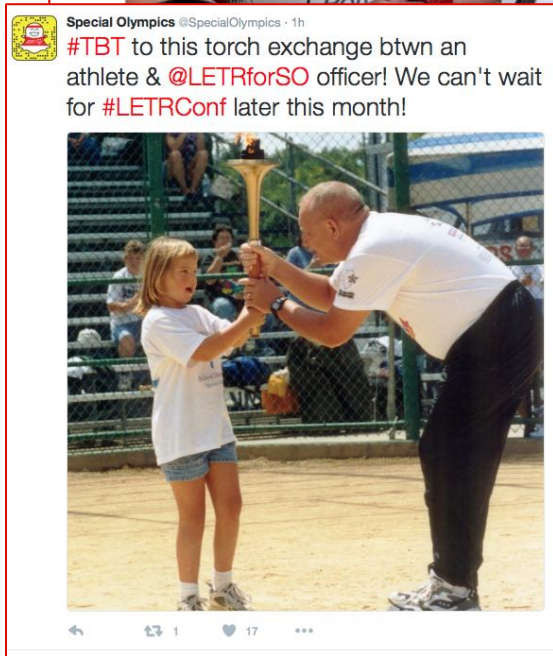 Special Olympics @SpecialOlympics · 1h
#TBT to this torch exchange btwn an
athlete & @LETRforSO officer! We can't wait
for #LETRConf later this month!
1 17